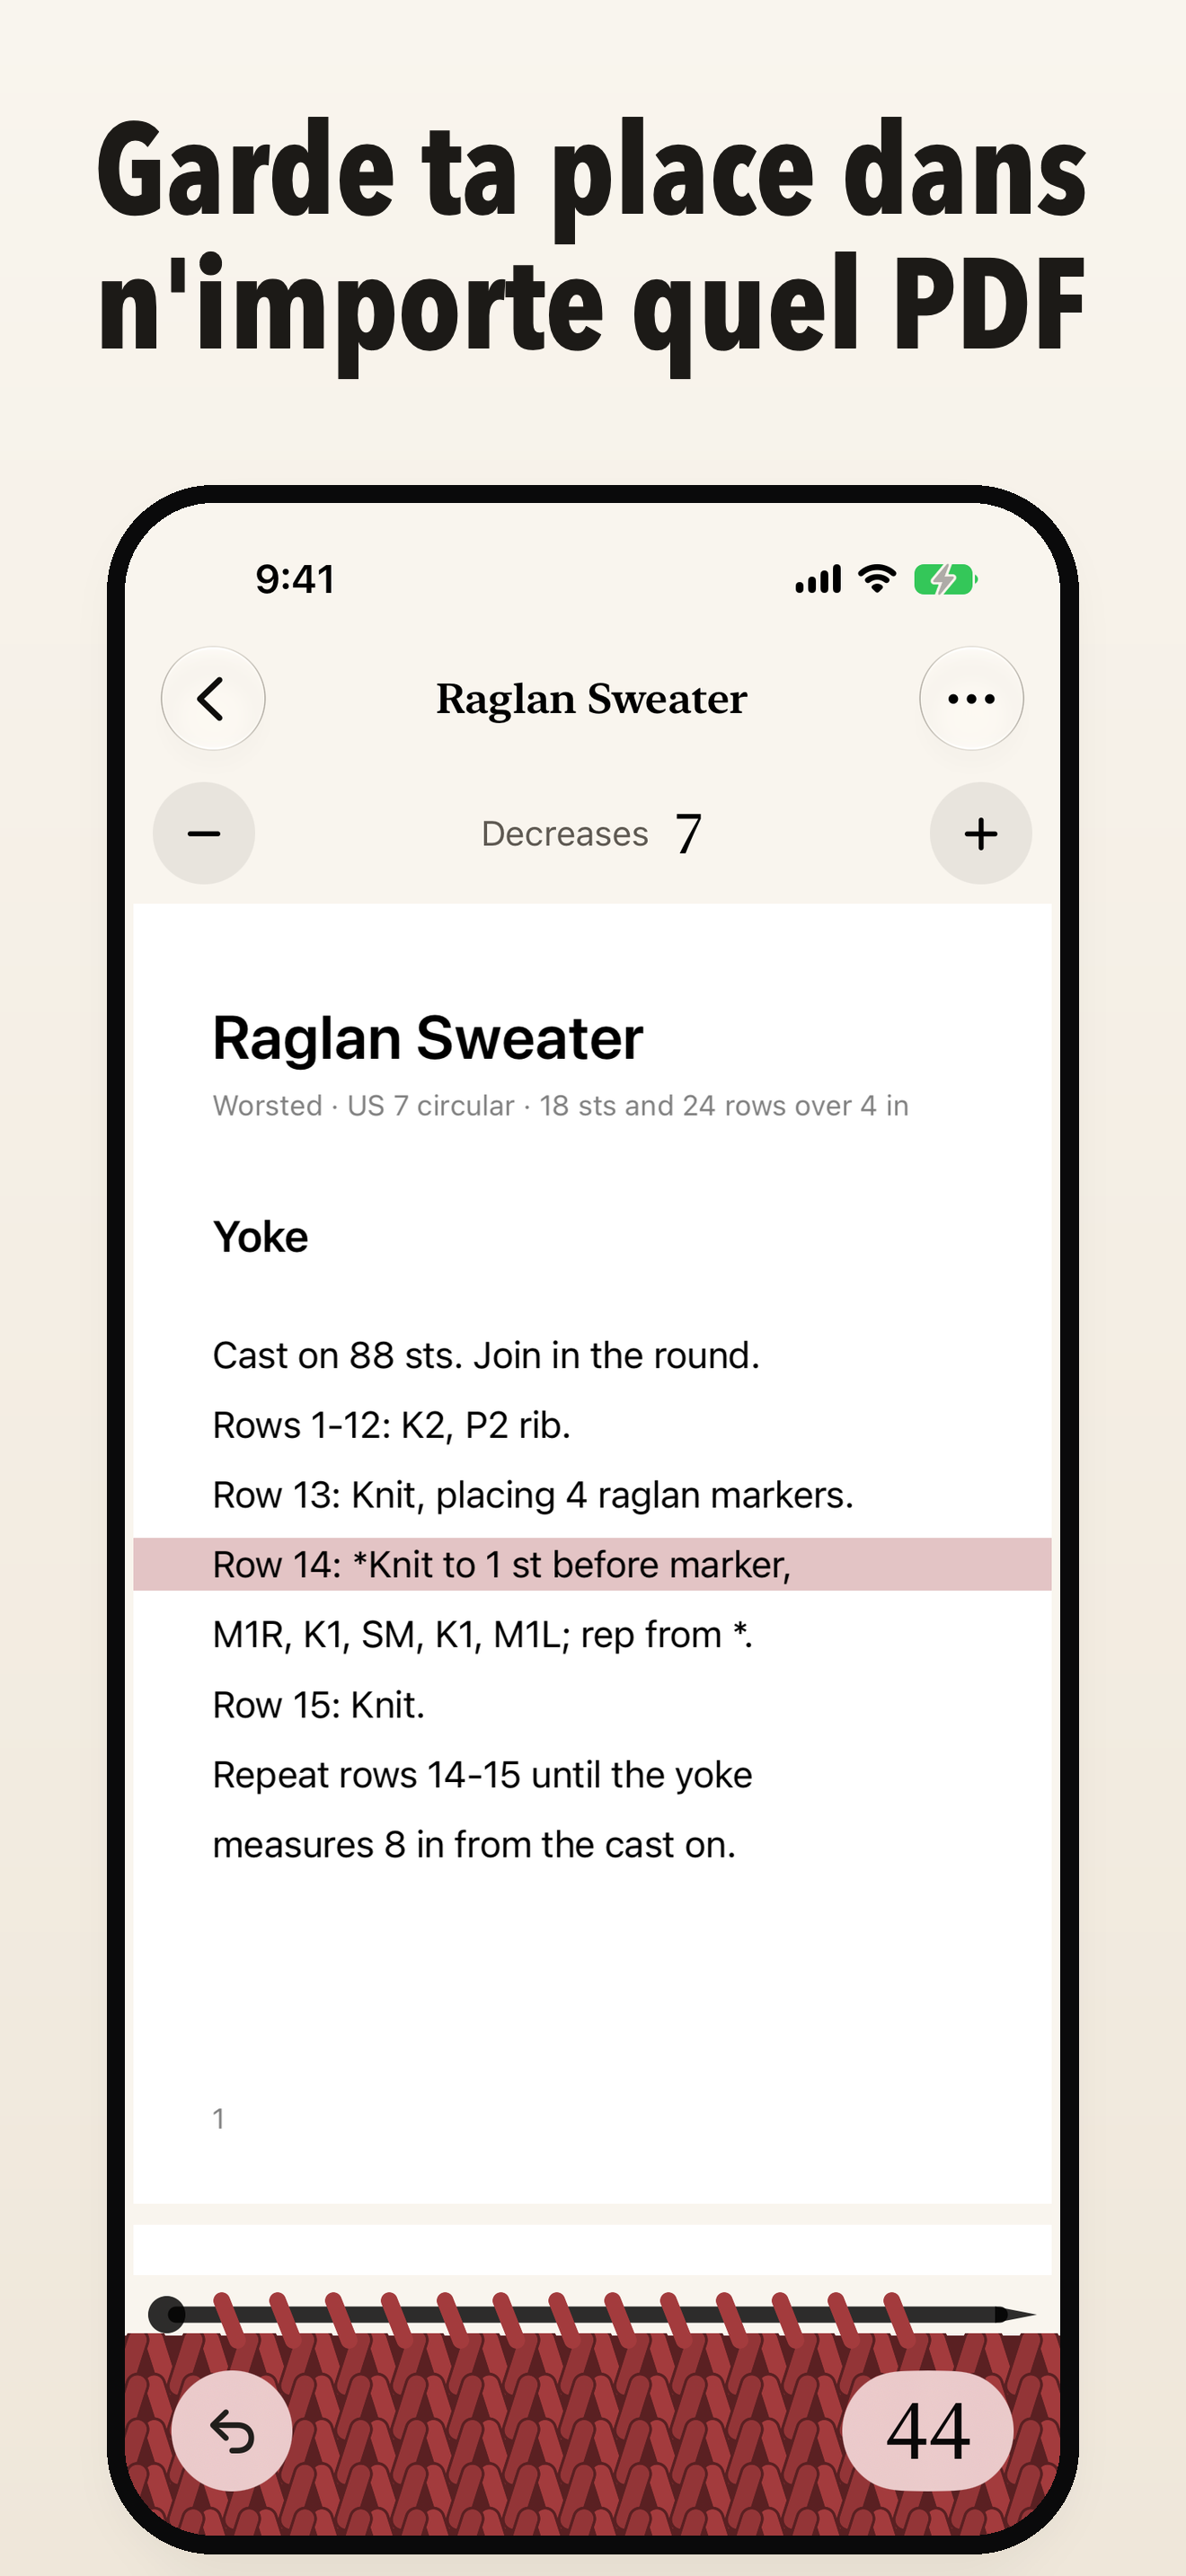 Garde ta place dans
n'importe quel PDF
9:41
Raglan Sweater
Decreases 7
Raglan Sweater
Worsted · US 7 circular · 18 sts and 24 rows over 4 in
Yoke
Cast on 88 sts. Join in the round.
Rows 1-12: K2, P2 rib.
Row 13: Knit, placing 4 raglan markers.
Row 14: *Knit to 1 st before marker,
M1R, K1, SM, K1, M1L; rep from *.
Row 15: Knit.
Repeat rows 14-15 until the yoke
measures 8 in from the cast on.
1
44